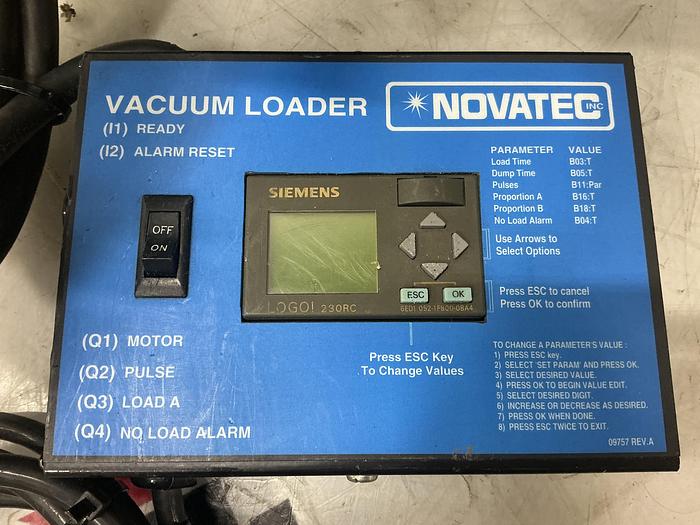 VACUUM LOADER
NOVATEC INC
(I1) READY
(I2) ALARM RESET
PARAMETER VALUE
Load Time B03:T
Dump Time B05:T
Pulses B11:Par
Proportion A B16:T
Proportion B B18:T
No Load Alarm B04:T
Use Arrows to
Select Options
SIEMENS
OFF
ON
ESC OK
LOGO! 230RC
6ED1 052-1FB00-0BA4
Press ESC to cancel
Press OK to confirm
Press ESC Key
To Change Values
(Q1) MOTOR
(Q2) PULSE
(Q3) LOAD A
(Q4) NO LOAD ALARM
TO CHANGE A PARAMETER'S VALUE :
1) PRESS ESC key.
2) SELECT 'SET PARAM' AND PRESS OK.
3) SELECT DESIRED VALUE.
4) PRESS OK TO BEGIN VALUE EDIT.
5) SELECT DESIRED DIGIT.
6) INCREASE OR DECREASE AS DESIRED.
7) PRESS OK WHEN DONE.
8) PRESS ESC TWICE TO EXIT.
09757 REV.A